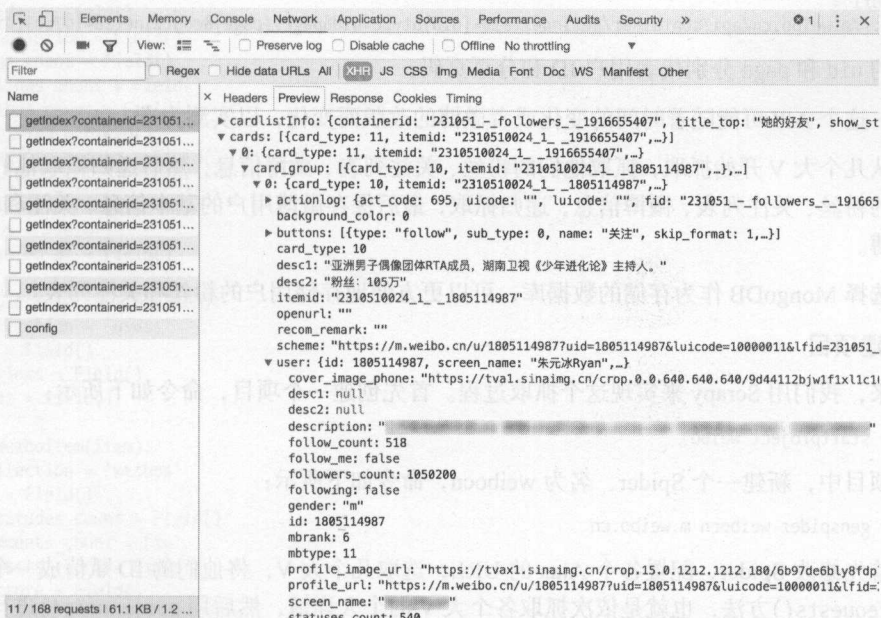 Elements Memory Console Network Application Sources Performance Audits Security » 1
View: Preserve log Disable cache Offline No throttling
Filter Regex Hide data URLs All XHR JS CSS Img Media Font Doc WS Manifest Other
Name × Headers Preview Response Cookies Timing
getIndex?containerid=231051...
getIndex?containerid=231051...
getIndex?containerid=231051...
getIndex?containerid=231051...
getIndex?containerid=231051...
getIndex?containerid=231051...
getIndex?containerid=231051...
getIndex?containerid=231051...
getIndex?containerid=231051...
getIndex?containerid=231051...
config
11 / 168 requests | 61.1 KB / 1.2 ...
▶ cardlistInfo: {containerid: "231051_-_followers_-_1916655407", title_top: "她的好友", show_st
▼ cards: [{card_type: 11, itemid: "2310510024_1_ _1916655407",…}]
▼ 0: {card_type: 11, itemid: "2310510024_1_ _1916655407",…}
▼ card_group: [{card_type: 10, itemid: "2310510024_1_ _1805114987",…},…]
▼ 0: {card_type: 10, itemid: "2310510024_1_ _1805114987",…}
▶ actionlog: {act_code: 695, uicode: "", luicode: "", lfid: "231051_-_followers_-_191665
background_color: 0
▶ buttons: [{type: "follow", sub_type: 0, name: "关注", skip_format: 1,…}]
card_type: 10
desc1: "亚洲男子偶像团体RTA成员，湖南卫视《少年进化论》主持人。"
desc2: "粉丝：105万"
itemid: "2310510024_1_ _1805114987"
openurl: ""
recom_remark: ""
scheme: "https://m.weibo.cn/u/1805114987?uid=1805114987&luicode=10000011&lfid=231051_
▼ user: {id: 1805114987, screen_name: "朱元冰Ryan",…}
cover_image_phone: "https://tva1.sinaimg.cn/crop.0.0.640.640.640/9d44112bjw1f1xl1c10
desc1: null
desc2: null
description: "
follow_count: 518
follow_me: false
followers_count: 1050200
following: false
gender: "m"
id: 1805114987
mbrank: 6
mbtype: 11
profile_image_url: "https://tvax1.sinaimg.cn/crop.15.0.1212.1212.180/6b97de6bly8fd
profile_url: "https://m.weibo.cn/u/1805114987?uid=1805114987&luicode=10000011&lfid=
screen_name: "
statuses_count: 540